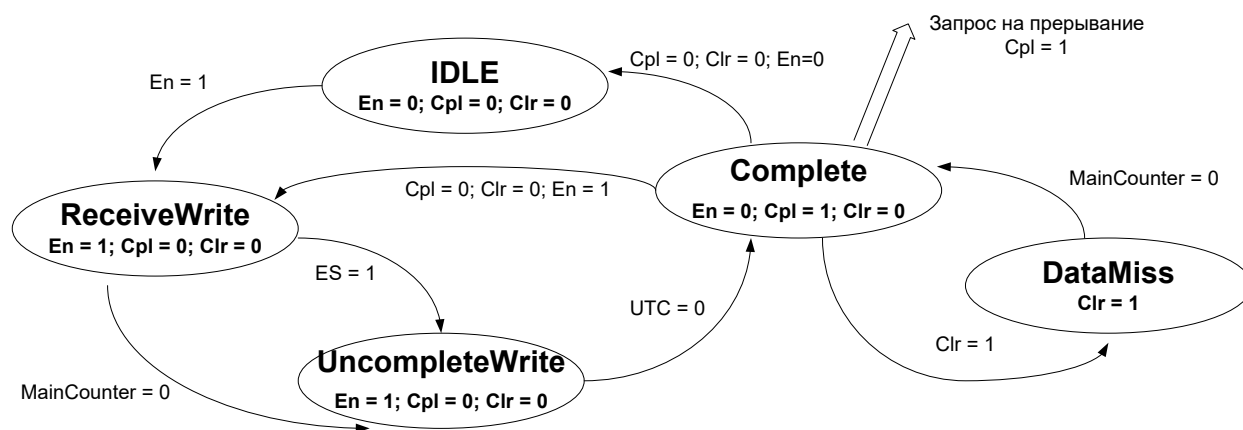 Запрос на прерывание
Cpl = 1
Cpl = 0; Clr = 0; En=0
IDLE
En = 0; Cpl = 0; Clr = 0
En = 1
Complete
En = 0; Cpl = 1; Clr = 0
MainCounter = 0
Cpl = 0; Clr = 0; En = 1
ReceiveWrite
En = 1; Cpl = 0; Clr = 0
ES = 1
DataMiss
Clr = 1
UTC = 0
Clr = 1
UncompleteWrite
En = 1; Cpl = 0; Clr = 0
MainCounter = 0